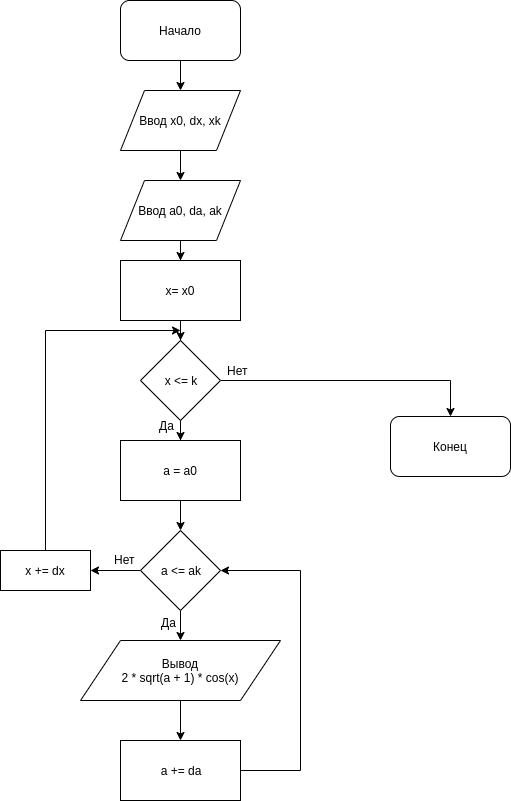 Начало
Ввод x0, dx, xk
Ввод a0, da, ak
x= x0
x <= k
Нет
Да
Конец
a = a0
a <= ak
Нет
x += dx
Да
Вывод
2 * sqrt(a + 1) * cos(x)
a += da